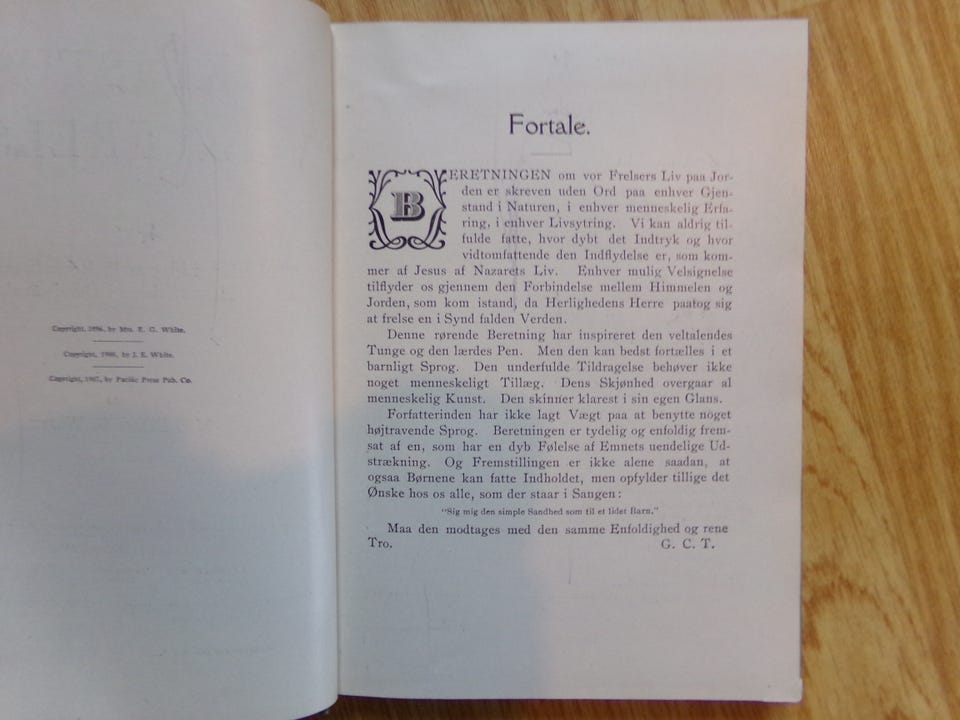 Copyright, 1896, by Mrs. E. G. White.
Copyright, 1900, by J. E. White.
Copyright, 1907, by Pacific Press Pub. Co.
Fortale.
BERETNINGEN om vor Frelsers Liv paa Jor-
den er skreven uden Ord paa enhver Gjen-
stand i Naturen, i enhver menneskelig Erfa-
ring, i enhver Livsytring. Vi kan aldrig til-
fulde fatte, hvor dybt det Indtryk og hvor
vidtomfattende den Indflydelse er, som kom-
mer af Jesus af Nazarets Liv. Enhver mulig Velsignelse
tilflyder os gjennem den Forbindelse mellem Himmelen og
Jorden, som kom istand, da Herlighedens Herre paatog sig
at frelse en i Synd falden Verden.
Denne rørende Beretning har inspireret den veltalendes
Tunge og den lærdes Pen. Men den kan bedst fortælles i et
barnligt Sprog. Den underfulde Tildragelse behøver ikke
noget menneskeligt Tillæg. Dens Skjønhed overgaar al
menneskelig Kunst. Den skinner klarest i sin egen Glans.
Forfatterinden har ikke lagt Vægt paa at benytte noget
højtravende Sprog. Beretningen er tydelig og enfoldig frem-
sat af en, som har en dyb Følelse af Emnets uendelige Ud-
strækning. Og Fremstillingen er ikke alene saadan, at
ogsaa Børnene kan fatte Indholdet, men opfylder tillige det
Ønske hos os alle, som der staar i Sangen:
"Sig mig den simple Sandhed som til et lidet Barn."
Maa den modtages med den samme Enfoldighed og rene
Tro. G. C. T.